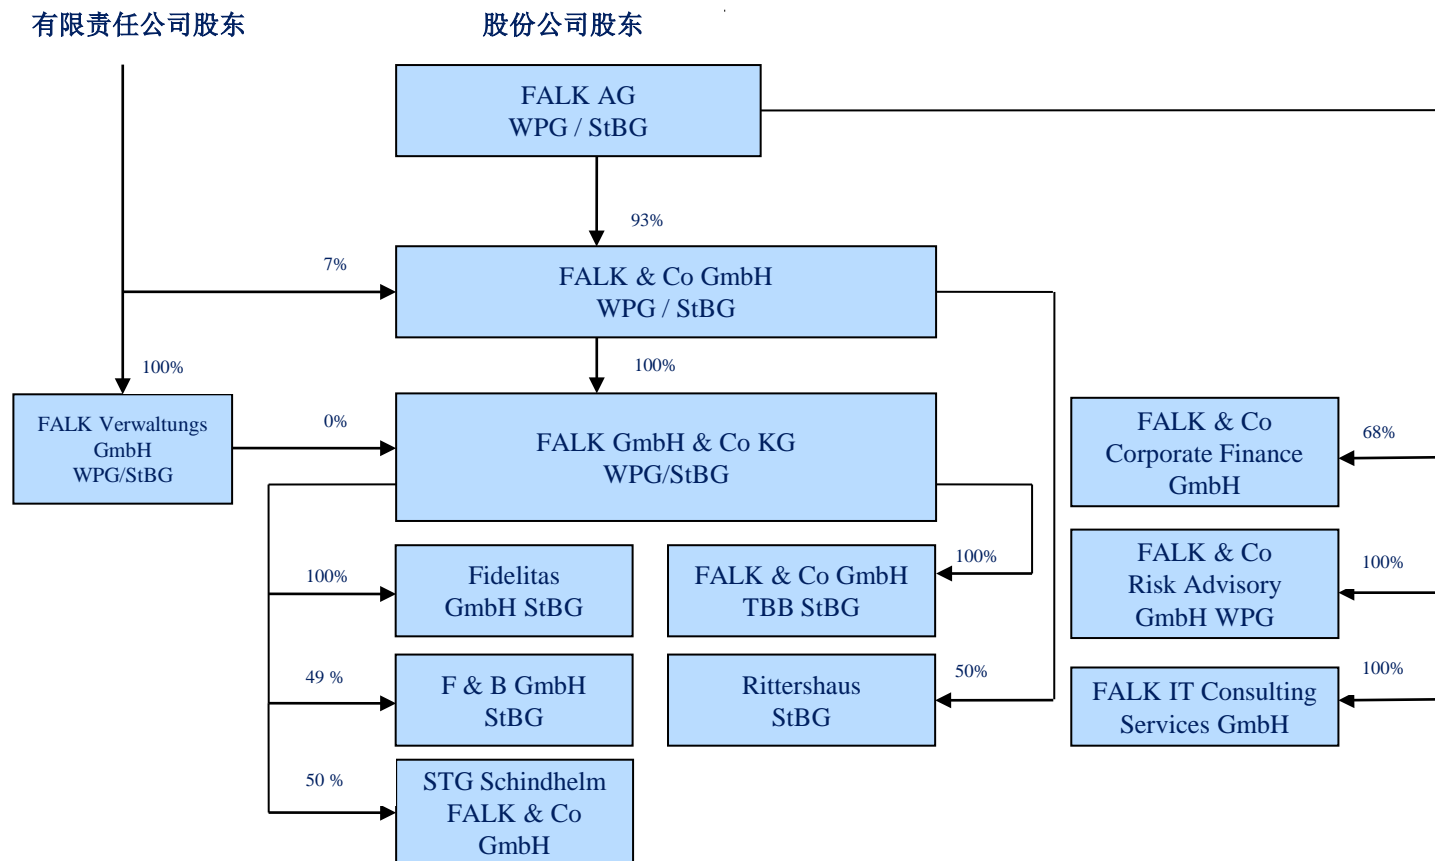 有限责任公司股东
股份公司股东
FALK AG
WPG / StBG
93%
7%
FALK & Co GmbH
WPG / StBG
100%
100%
FALK Verwaltungs
GmbH
WPG/StBG
0%
FALK GmbH & Co KG
WPG/StBG
FALK & Co
Corporate Finance
GmbH
68%
100%
Fidelitas
GmbH StBG
FALK & Co GmbH
TBB StBG
100%
FALK & Co
Risk Advisory
GmbH WPG
100%
49 %
F & B GmbH
StBG
Rittershaus
StBG
50%
FALK IT Consulting
Services GmbH
100%
50 %
STG Schindhelm
FALK & Co
GmbH